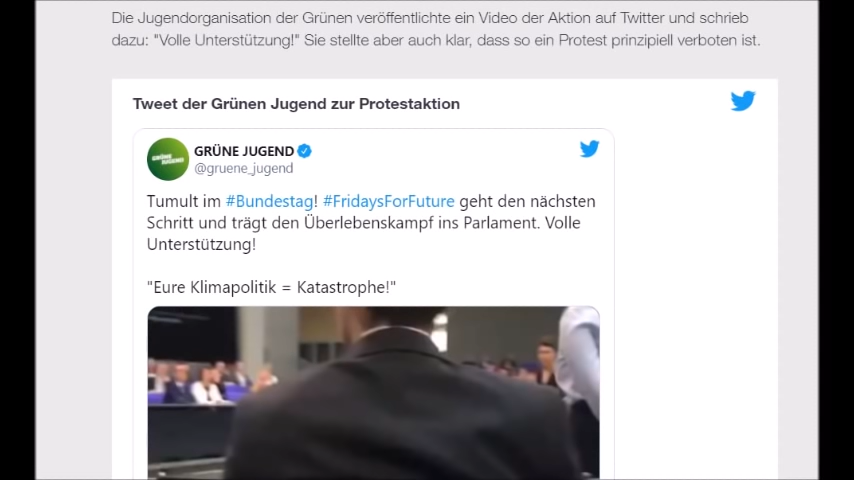 Die Jugendorganisation der Grünen veröffentlichte ein Video der Aktion auf Twitter und schrieb
dazu: "Volle Unterstützung!" Sie stellte aber auch klar, dass so ein Protest prinzipiell verboten ist.
Tweet der Grünen Jugend zur Protestaktion
GRÜNE JUGEND
GRÜNE JUGEND
@gruene_jugend
Tumult im #Bundestag! #FridaysForFuture geht den nächsten
Schritt und trägt den Überlebenskampf ins Parlament. Volle
Unterstützung!
"Eure Klimapolitik = Katastrophe!"